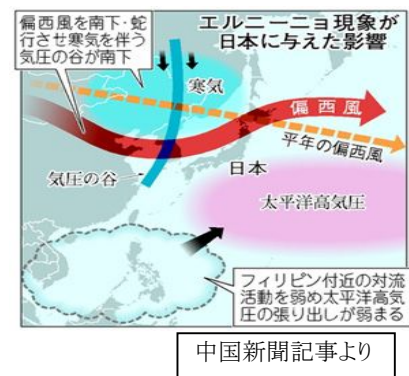 エルニーニョ現象が
日本に与えた影響
偏西風を南下・蛇
行させ寒気を伴う
気圧の谷が南下
寒気
偏西風
平年の偏西風
日本
気圧の谷
太平洋高気圧
フィリピン付近の対流
活動を弱め太平洋高気
圧の張り出しが弱まる
中国新聞記事より